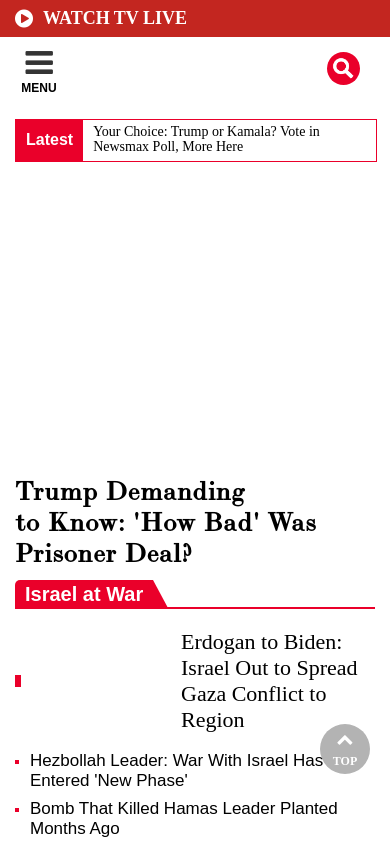 WATCH TV LIVE
MENU
Latest
Your Choice: Trump or Kamala? Vote in
Newsmax Poll, More Here
Trump Demanding
to Know: 'How Bad' Was
Prisoner Deal?
Israel at War
Erdogan to Biden:
Israel Out to Spread
Gaza Conflict to
Region
Hezbollah Leader: War With Israel Has
Entered 'New Phase'
TOP
Bomb That Killed Hamas Leader Planted
Months Ago